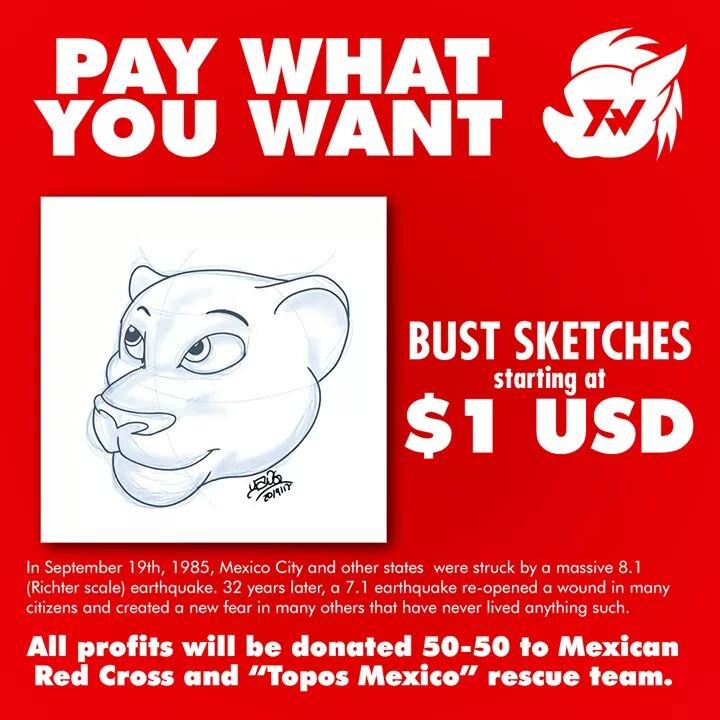 PAY WHAT
YOU WANT
BUST SKETCHES
starting at
$1 USD
20/9/17
In September 19th, 1985, Mexico City and other states were struck by a massive 8.1
(Richter scale) earthquake. 32 years later, a 7.1 earthquake re-opened a wound in many
citizens and created a new fear in many others that have never lived anything such.
All profits will be donated 50-50 to Mexican
Red Cross and “Topos Mexico” rescue team.